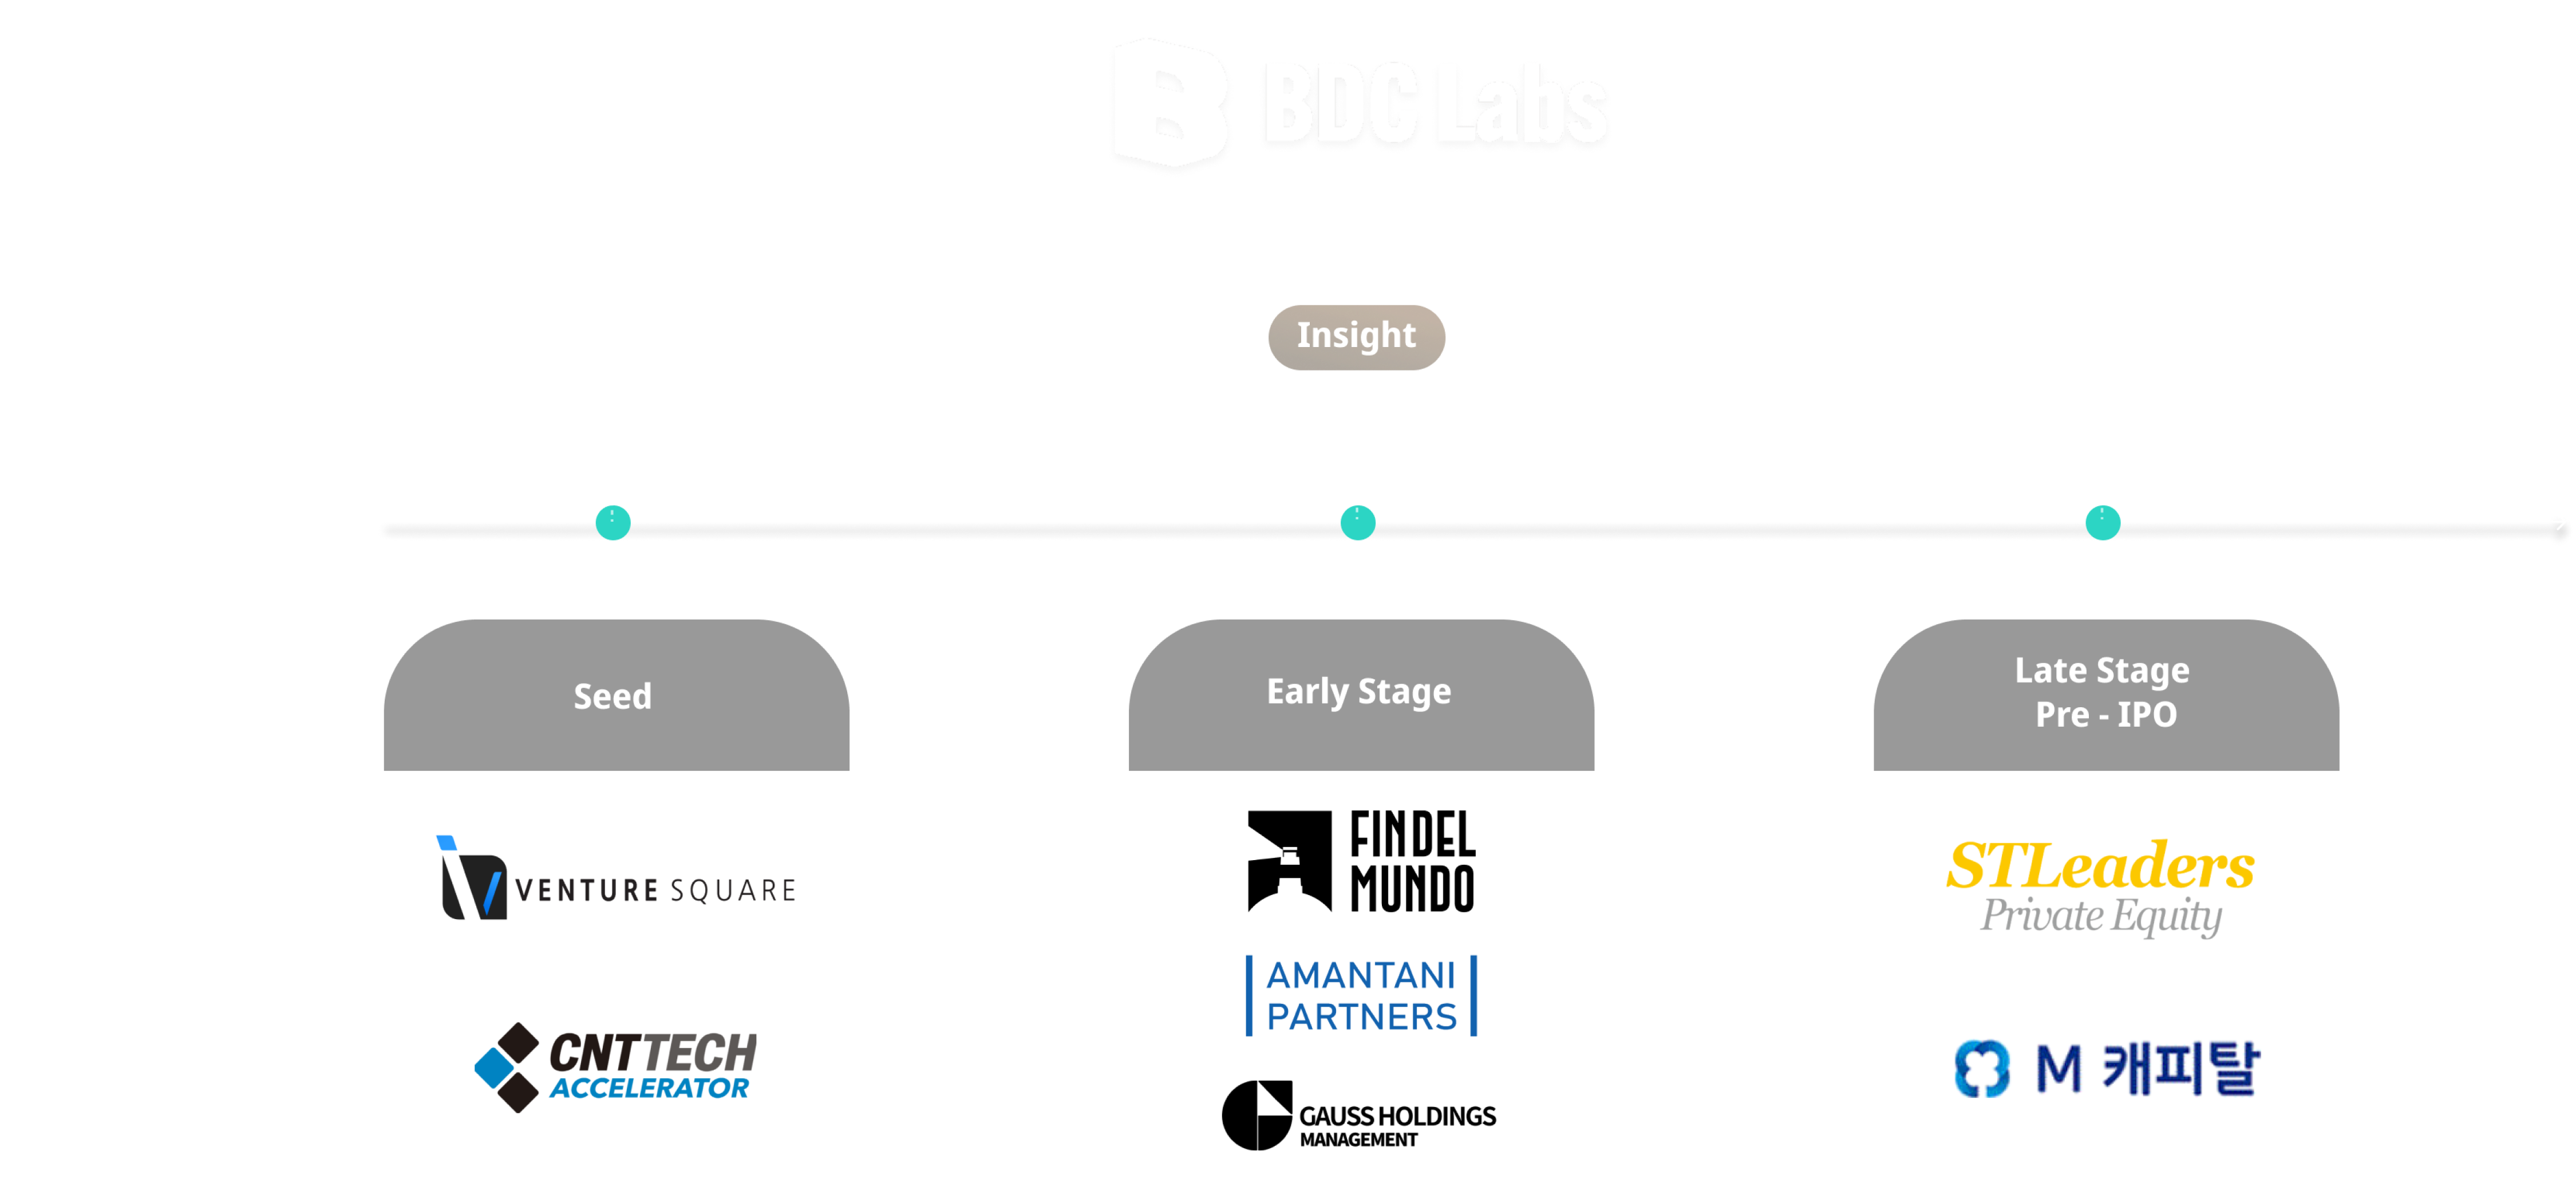 BDC Labs
Insight
Seed
Early Stage
Late Stage
Pre - IPO
VENTURE SQUARE
CNTTECH
ACCELERATOR
FINDEL
MUNDO
AMANTANI
PARTNERS
GAUSS HOLDINGS
MANAGEMENT
STLeaders
Private Equity
M 캐피탈